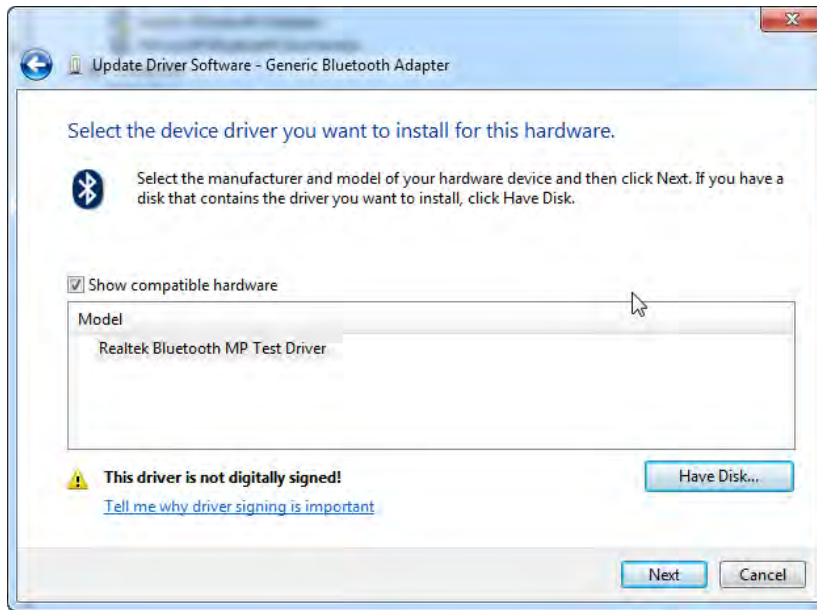 Update Driver Software - Generic Bluetooth Adapter
Select the device driver you want to install for this hardware.
Select the manufacturer and model of your hardware device and then click Next. If you have a
disk that contains the driver you want to install, click Have Disk.
Show compatible hardware
Model
Realtek Bluetooth MP Test Driver
This driver is not digitally signed!
Have Disk...
Tell me why driver signing is important
Next
Cancel